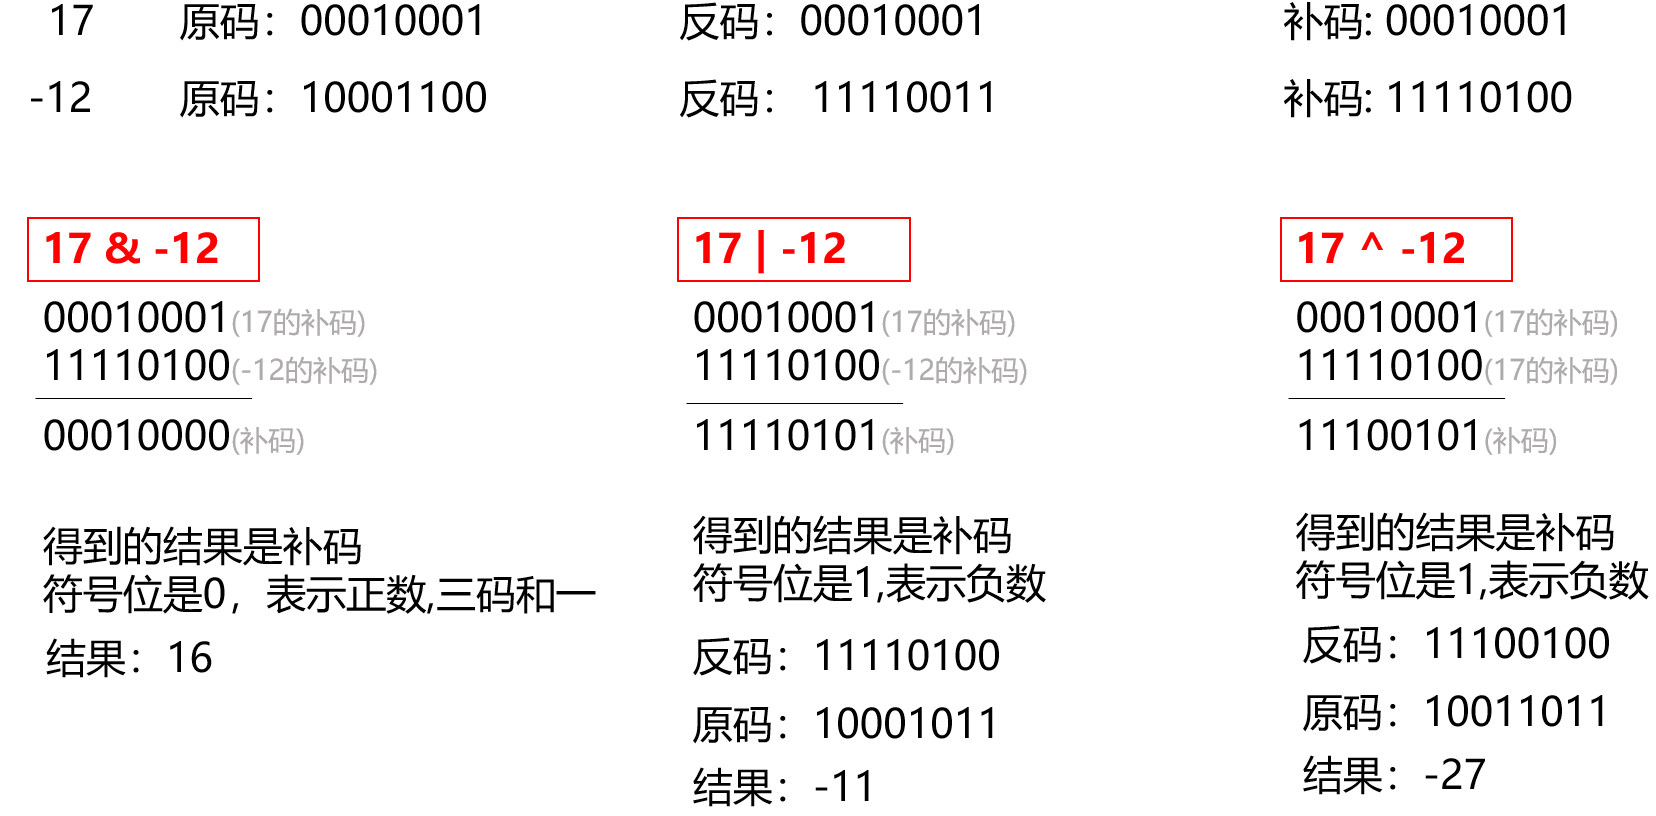 17 原码：00010001 反码：00010001 补码: 00010001
-12 原码：10001100 反码： 11110011 补码: 11110100
17 & -12
00010001(17的补码)
11110100(-12的补码)
00010000(补码)
得到的结果是补码
符号位是0，表示正数,三码和一
结果：16
17 | -12
00010001(17的补码)
11110100(-12的补码)
11110101(补码)
得到的结果是补码
符号位是1,表示负数
反码：11110100
原码：10001011
结果：-11
17 ^ -12
00010001(17的补码)
11110100(17的补码)
11100101(补码)
得到的结果是补码
符号位是1,表示负数
反码：11100100
原码：10011011
结果：-27